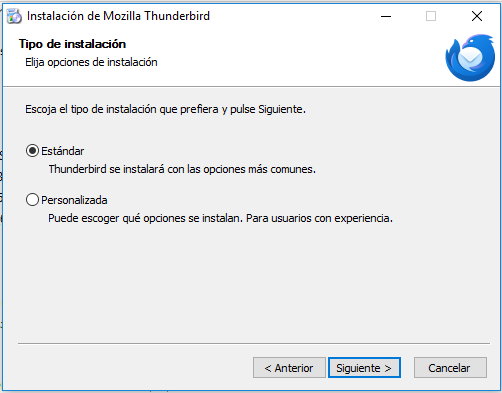 Instalación de Mozilla Thunderbird
Tipo de instalación
Elija opciones de instalación
Escoja el tipo de instalación que prefiera y pulse Siguiente.
Estándar
Thunderbird se instalará con las opciones más comunes.
Personalizada
Puede escoger qué opciones se instalan. Para usuarios con experiencia.
< Anterior
Siguiente >
Cancelar